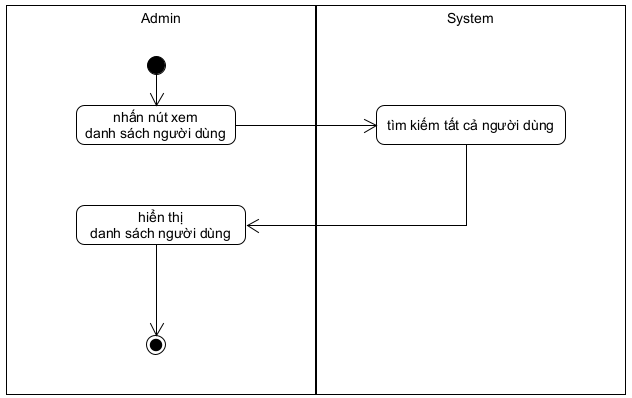 Admin
System
nhấn nút xem
danh sách người dùng
tìm kiếm tất cả người dùng
hiển thị
danh sách người dùng